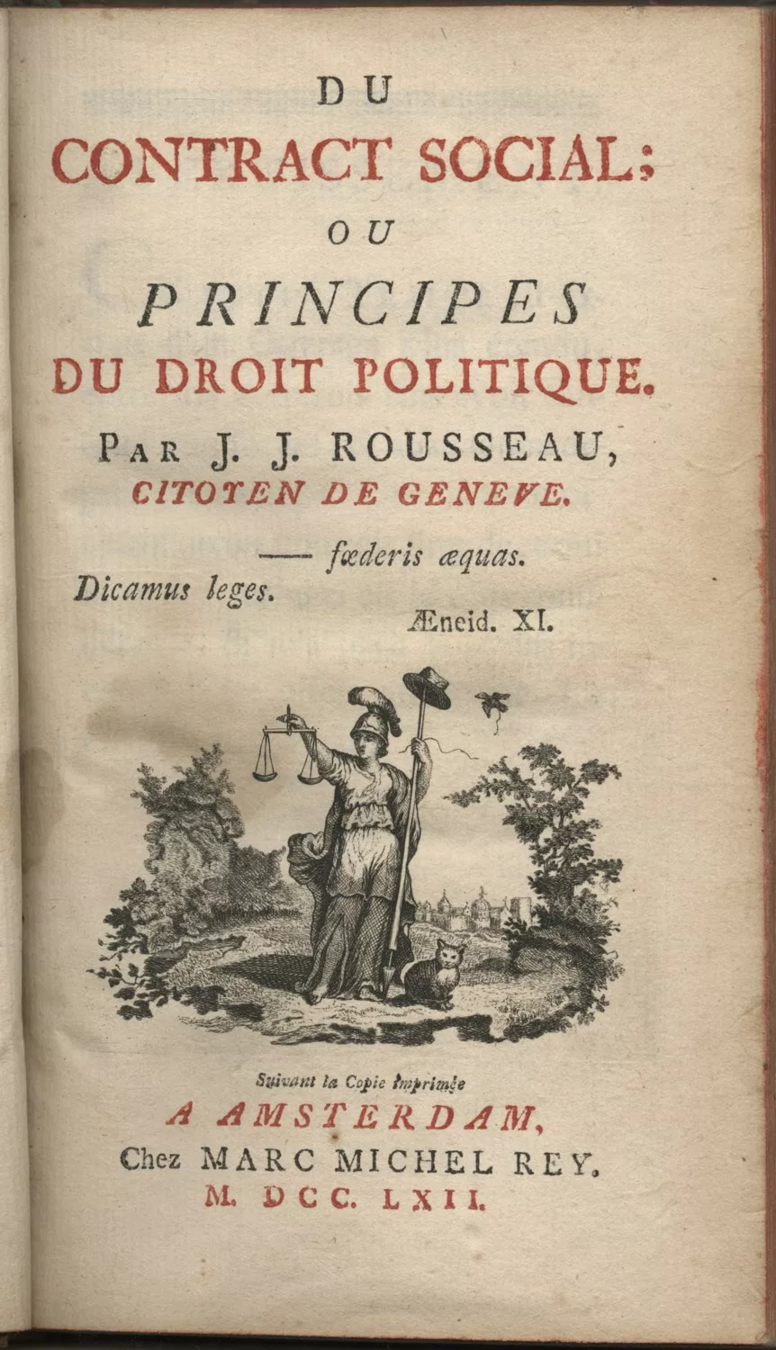 DU
CONTRACT SOCIAL;
OU
PRINCIPES
DU DROIT POLITIQUE.
PAR J. J. ROUSSEAU,
CITOYEN DE GENEVE.
— fœderis æquas.
Dicamus leges.
Æneid. XI.
Suivant la Copie imprimée
A AMSTERDAM,
Chez MARC MICHEL REY.
M. DCC. LXII.